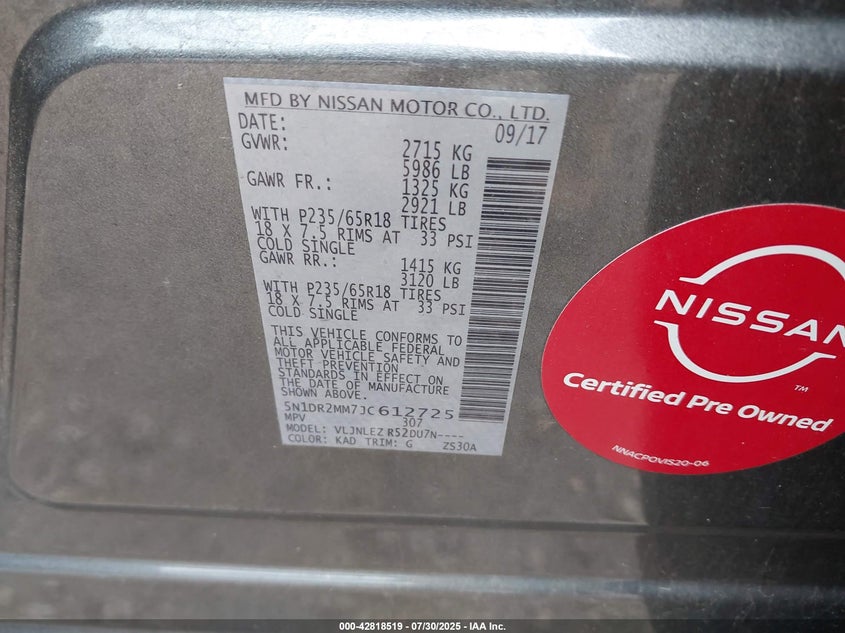 MFD BY NISSAN MOTOR CO., LTD.
DATE: 09/17
GVWR: 2715 KG
5986 LB
GAWR FR.: 1325 KG
2921 LB
WITH P235/65R18 TIRES
18 X 7.5 RIMS AT 33 PSI
COLD SINGLE
GAWR RR.: 1415 KG
3120 LB
WITH P235/65R18 TIRES
18 X 7.5 RIMS AT 33 PSI
COLD SINGLE
THIS VEHICLE CONFORMS TO
ALL APPLICABLE FEDERAL
MOTOR VEHICLE SAFETY AND
THEFT PREVENTION
STANDARDS IN EFFECT ON
THE DATE OF MANUFACTURE
SHOWN ABOVE.
5N1DR2MM7JC612725
MPV 307
MODEL: VLJNLEZ R52DU7N----
COLOR: KAD TRIM: G ZS30A
NISSAN
TM
Certified Pre Owned
NNACPOVIS20-06
000-42818519 - 07/30/2025 - IAA Inc.